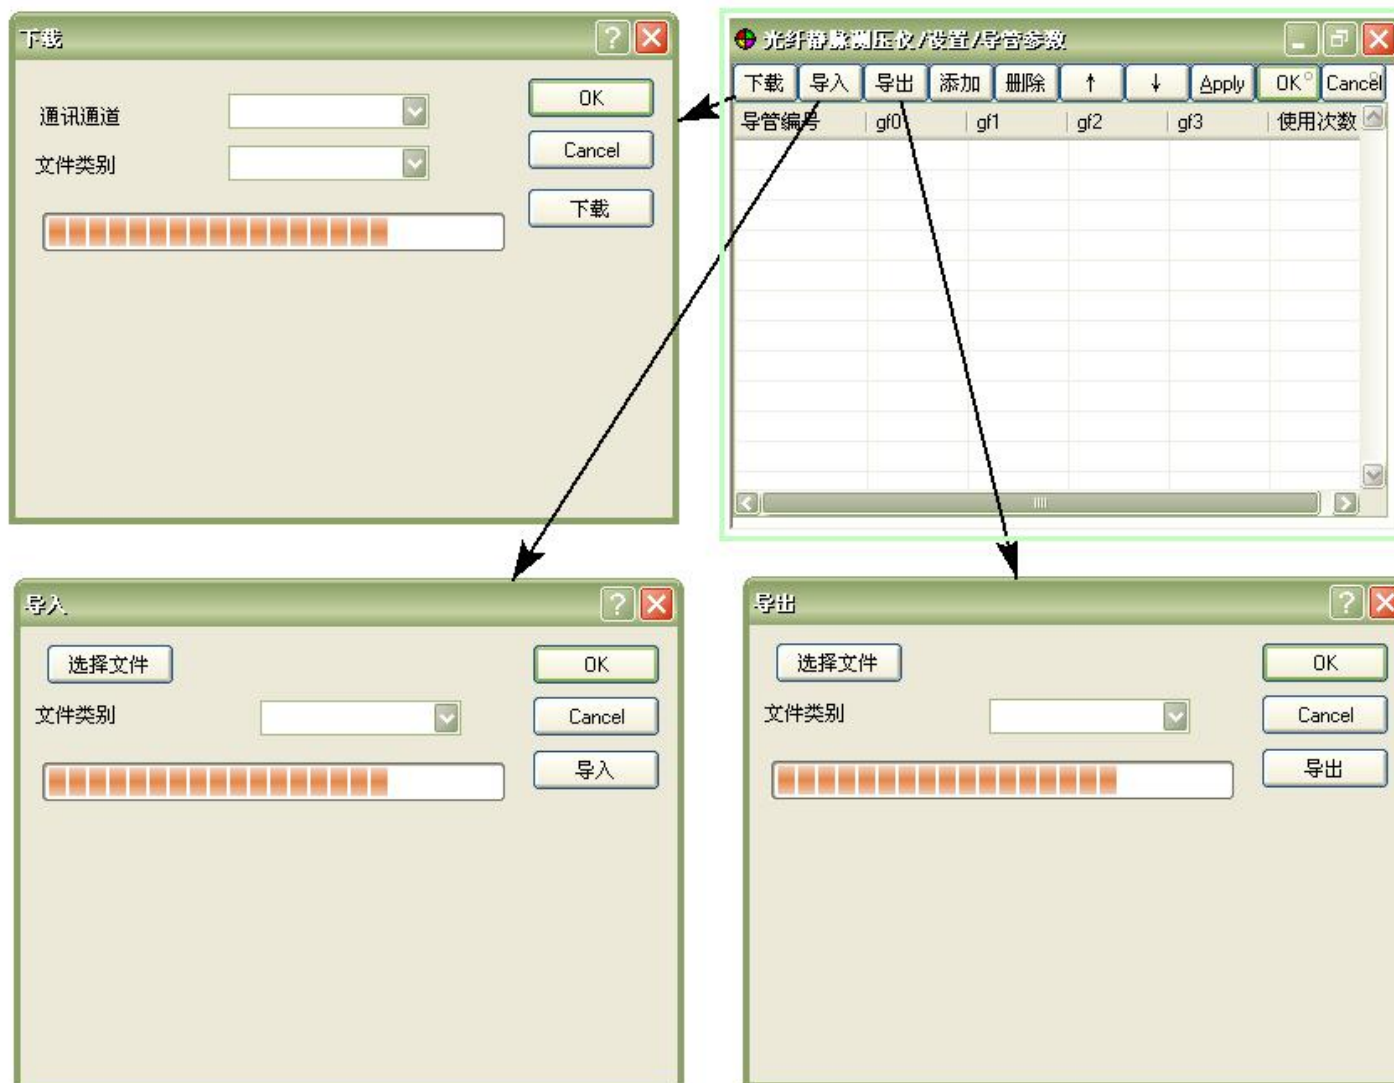 下载
通讯通道
文件类别
OK
Cancel
下载
光纤静脉测压仪/设置/导管参数
下载 导入 导出 添加 删除 ↑ ↓ Apply OK Cancel
导管编号 gf0 gf1 gf2 gf3 使用次数
导入
选择文件
文件类别
OK
Cancel
导入
导出
选择文件
文件类别
OK
Cancel
导出